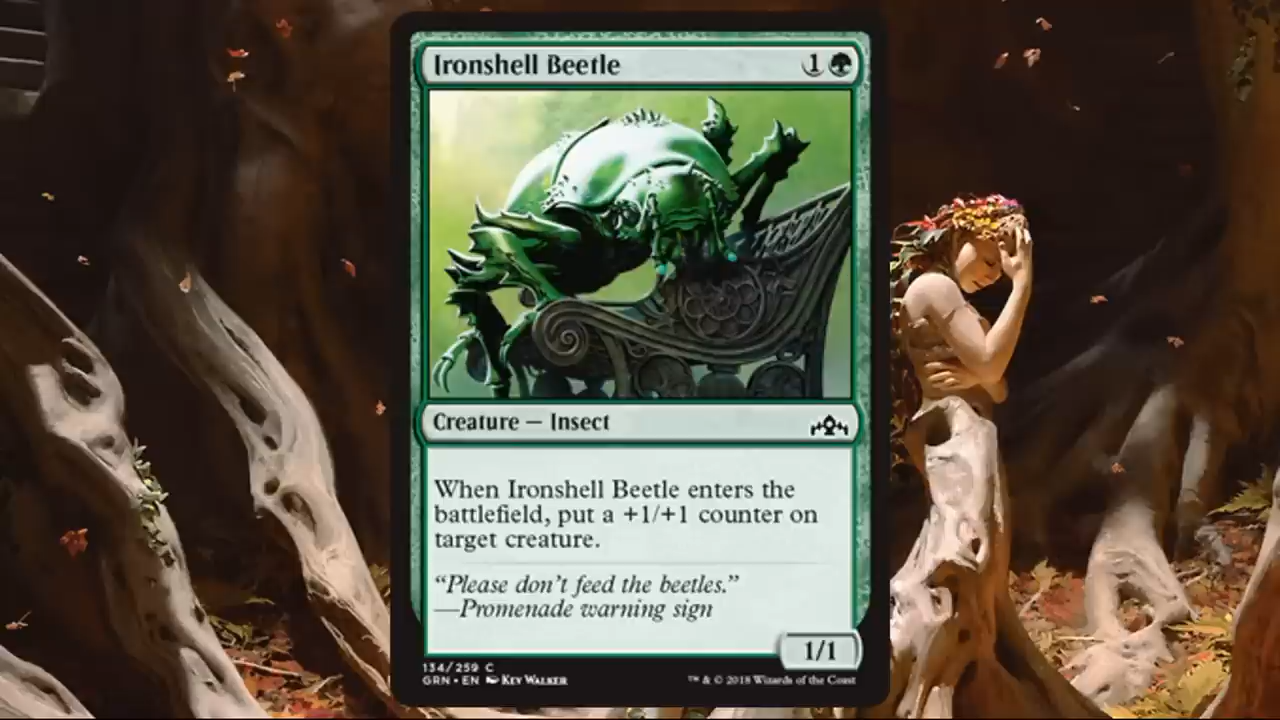 Ironshell Beetle 1
Creature — Insect
When Ironshell Beetle enters the
battlefield, put a +1/+1 counter on
target creature.
“Please don’t feed the beetles.”
—Promenade warning sign
1/1
134/259 C
GRN • EN Kev Walker
™ & © 2018 Wizards of the Coast